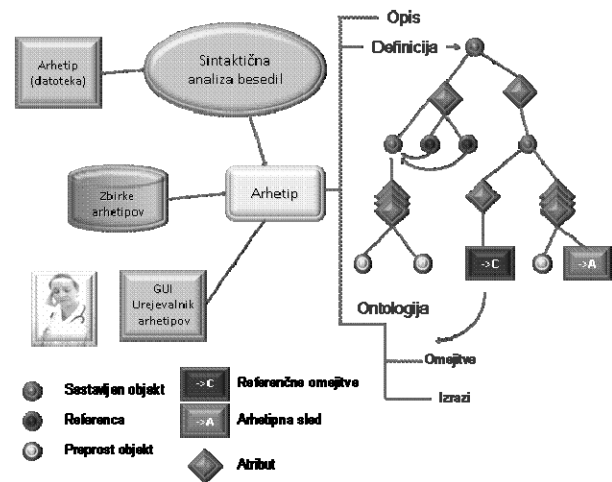 Arhetip
(datoteka)
Sintaktična
analiza besedil
Zbirke
arhetipov
Arhetip
GUI
Urejevalnik
arhetipov
Opis
Definicija
->C
->A
Ontologija
Omejitve
Izrazi
Sestavljen objekt
Referenca
Preprost objekt
->C
Referenčne omejitve
->A
Arhetipna sled
Atribut